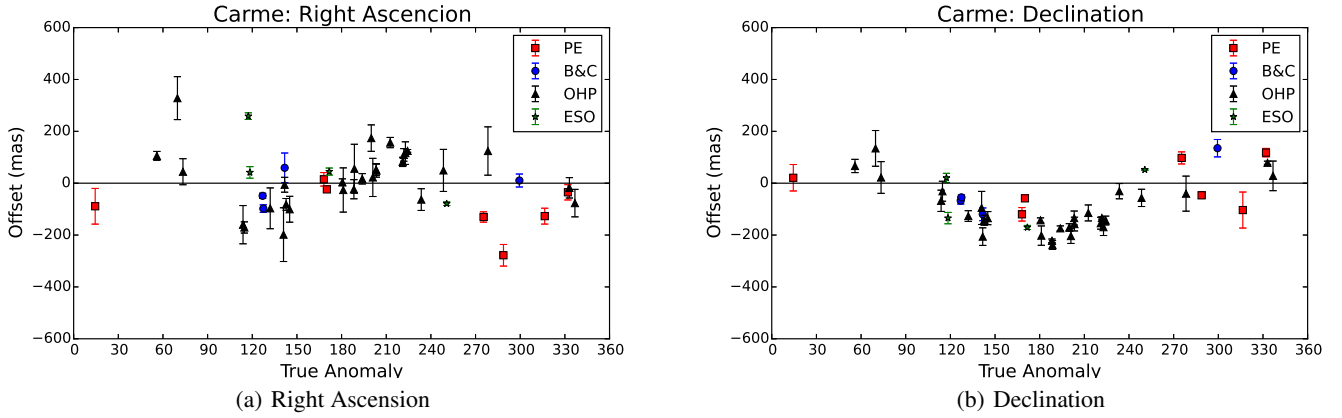 Carme: Right Ascencion
600
400
200
0
−200
−400
−600
Offset (mas)
0 30 60 90 120 150 180 210 240 270 300 330 360
True Anomaly
PE
B&C
OHP
ESO
(a) Right Ascension
Carme: Declination
600
400
200
0
−200
−400
−600
Offset (mas)
0 30 60 90 120 150 180 210 240 270 300 330 360
True Anomaly
PE
B&C
OHP
ESO
(b) Declination